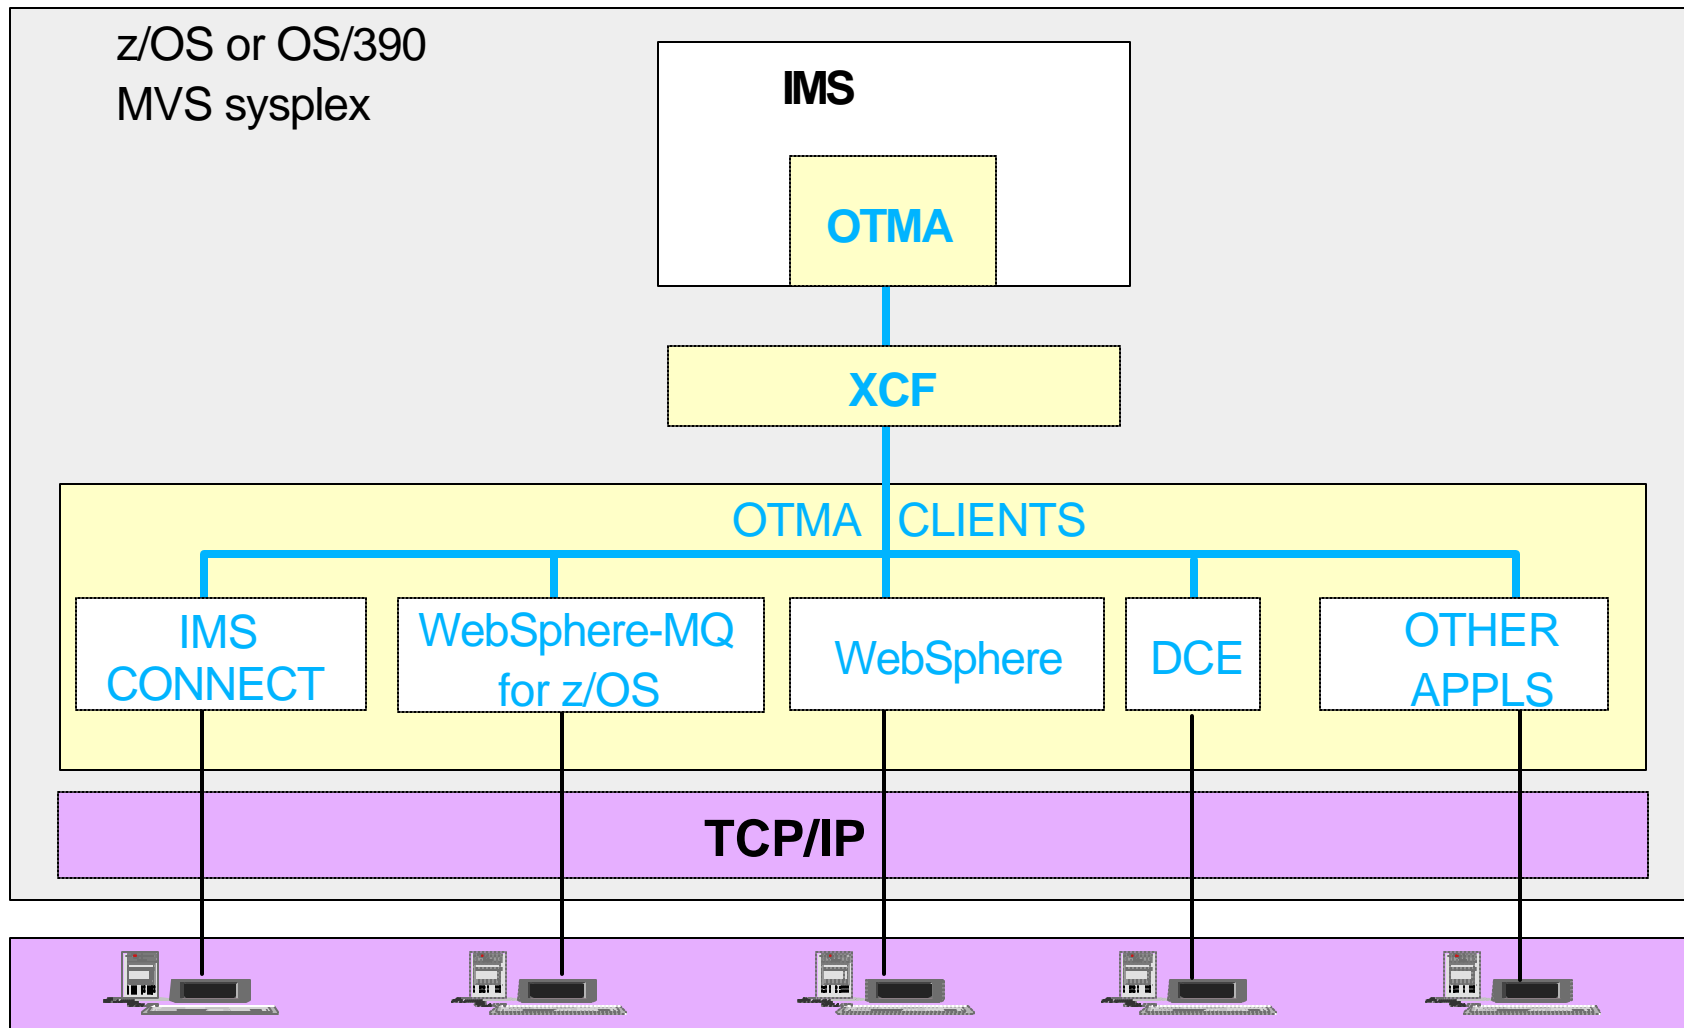 z/OS or OS/390
MVS sysplex
IMS
OTMA
XCF
OTMA CLIENTS
IMS
CONNECT
WebSphere-MQ
for z/OS
WebSphere
DCE
OTHER
APPLS
TCP/IP